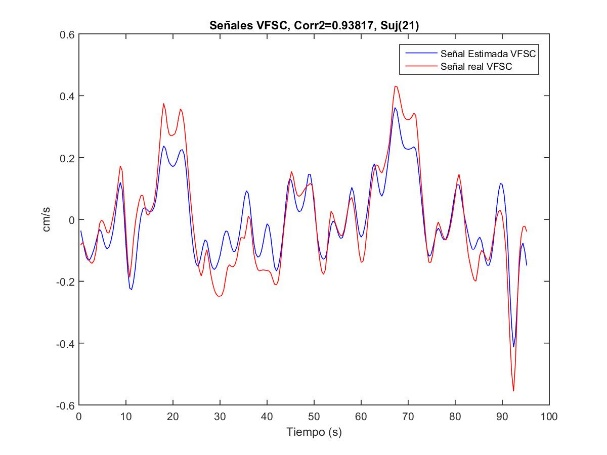 Señales VFSC, Corr2=0.93817, Suj(21)
Señal Estimada VFSC
Señal real VFSC
0.6
0.4
0.2
0
-0.2
-0.4
-0.6
cm/s
0 10 20 30 40 50 60 70 80 90 100
Tiempo (s)